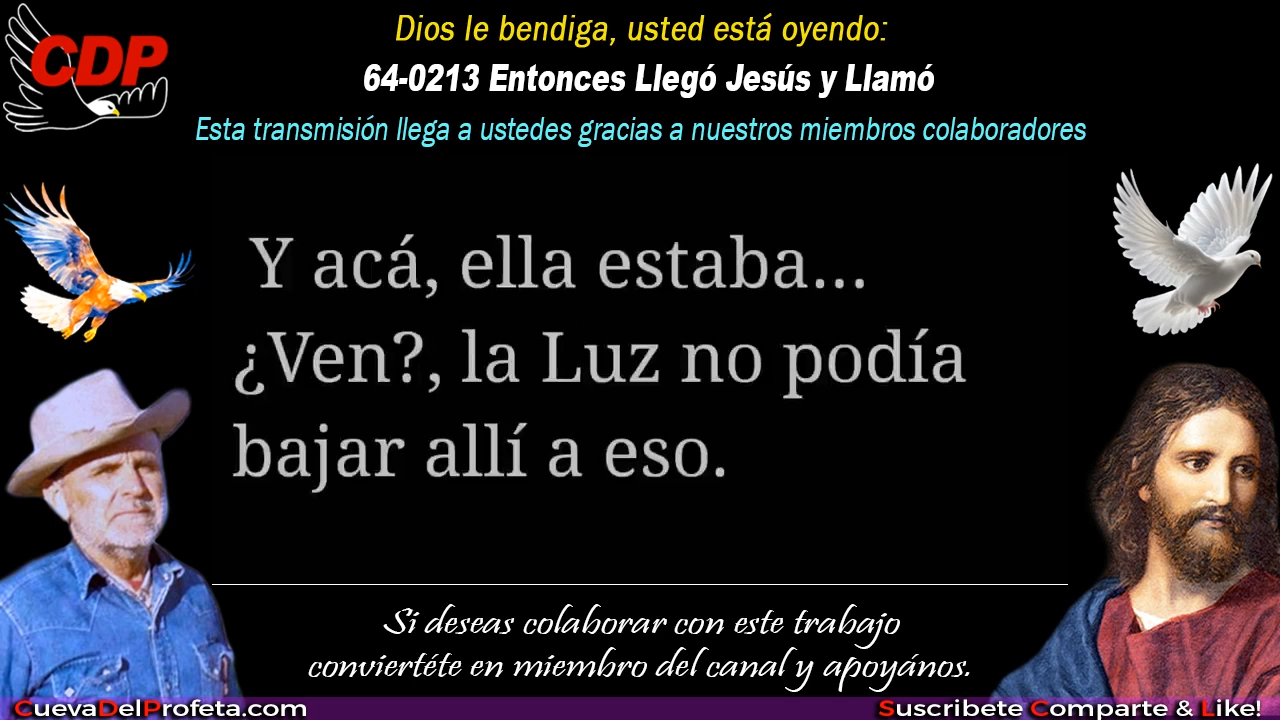 CDP
Dios le bendiga, usted está oyendo:
64-0213 Entonces Llegó Jesús y Llamó
Esta transmisión llega a ustedes gracias a nuestros miembros colaboradores
Y acá, ella estaba...
¿Ven?, la Luz no podía
bajar allí a eso.
Si deseas colaborar con este trabajo
conviertéte en miembro del canal y apoyános.
CuevaDelProfeta.com
Suscribete Comparte & Like!